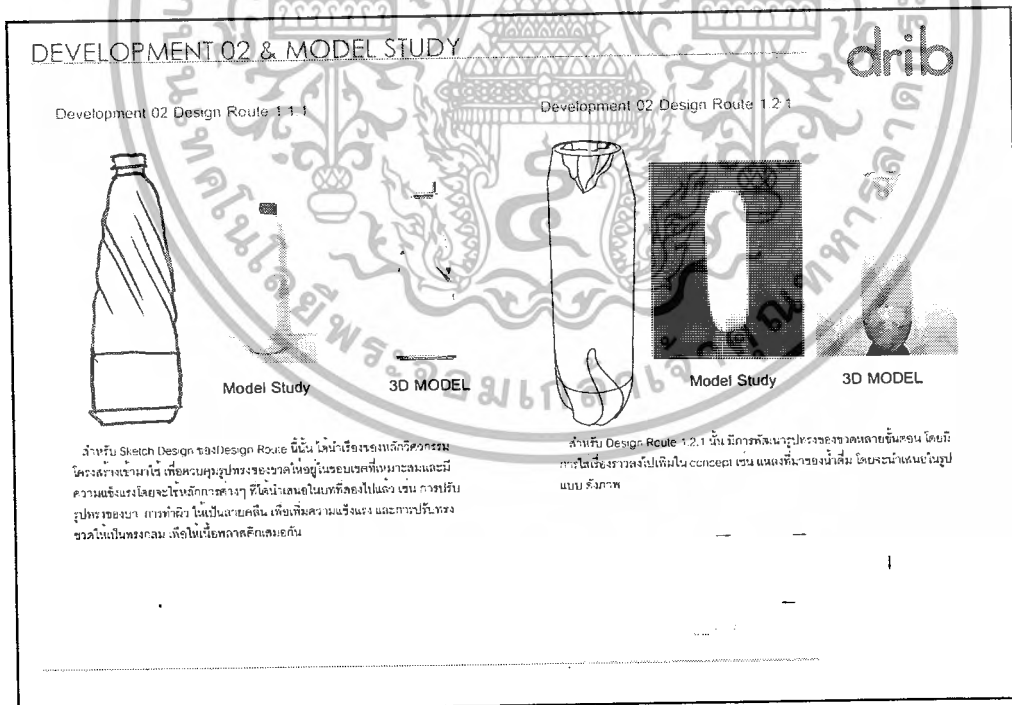 DEVELOPMENT 02 & MODEL STUDY
drib
Development 02 Design Route 1.1.1
Development 02 Design Route 1.2.1
Model Study
3D MODEL
Model Study
3D MODEL
สำหรับ Sketch Design ของDesign Route นี้นั้น ได้นำเรื่องของหลักวิศวกรรม
โครงสร้างเข้ามาใช้ เพื่อควบคุมรูปทรงของขวดให้อยู่ในขอบเขตที่เหมาะสมและมี
ความแข็งแรงโดยจะใช้หลักการต่างๆ ที่ได้นำเสนอในบทที่สองไปแล้ว เช่น การปรับ
รูปทรงของบ่า การทำผิว ให้เป็นลายคลื่น เพื่อเพิ่มความแข็งแรง และการปรับทรง
ขวดให้เป็นทรงกลม เพื่อให้เนื้อพลาสติกเสมอกัน
สำหรับ Design Route 1.2.1 นั้น มีการพัฒนารูปทรงของขวดหลายขั้นตอน โดยมี
การใส่เรื่องราวลงไปเพิ่มใน concept เช่น แหล่งที่มาของน้ำดื่ม โดยจะนำเสนอในรูป
แบบ ดังภาพ